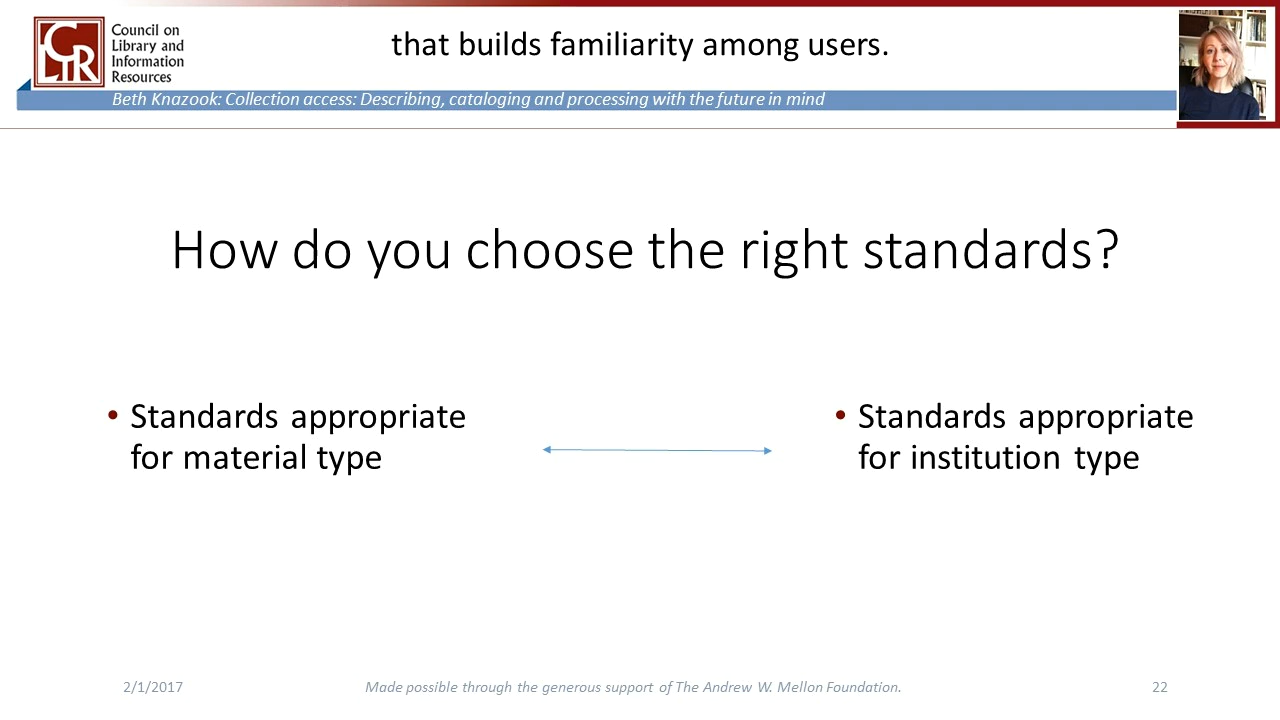 CLIR
Council on
Library and
Information
Resources
that builds familiarity among users.
Beth Knazook: Collection access: Describing, cataloging and processing with the future in mind
How do you choose the right standards?
• Standards appropriate
for material type
• Standards appropriate
for institution type
2/1/2017
Made possible through the generous support of The Andrew W. Mellon Foundation.
22